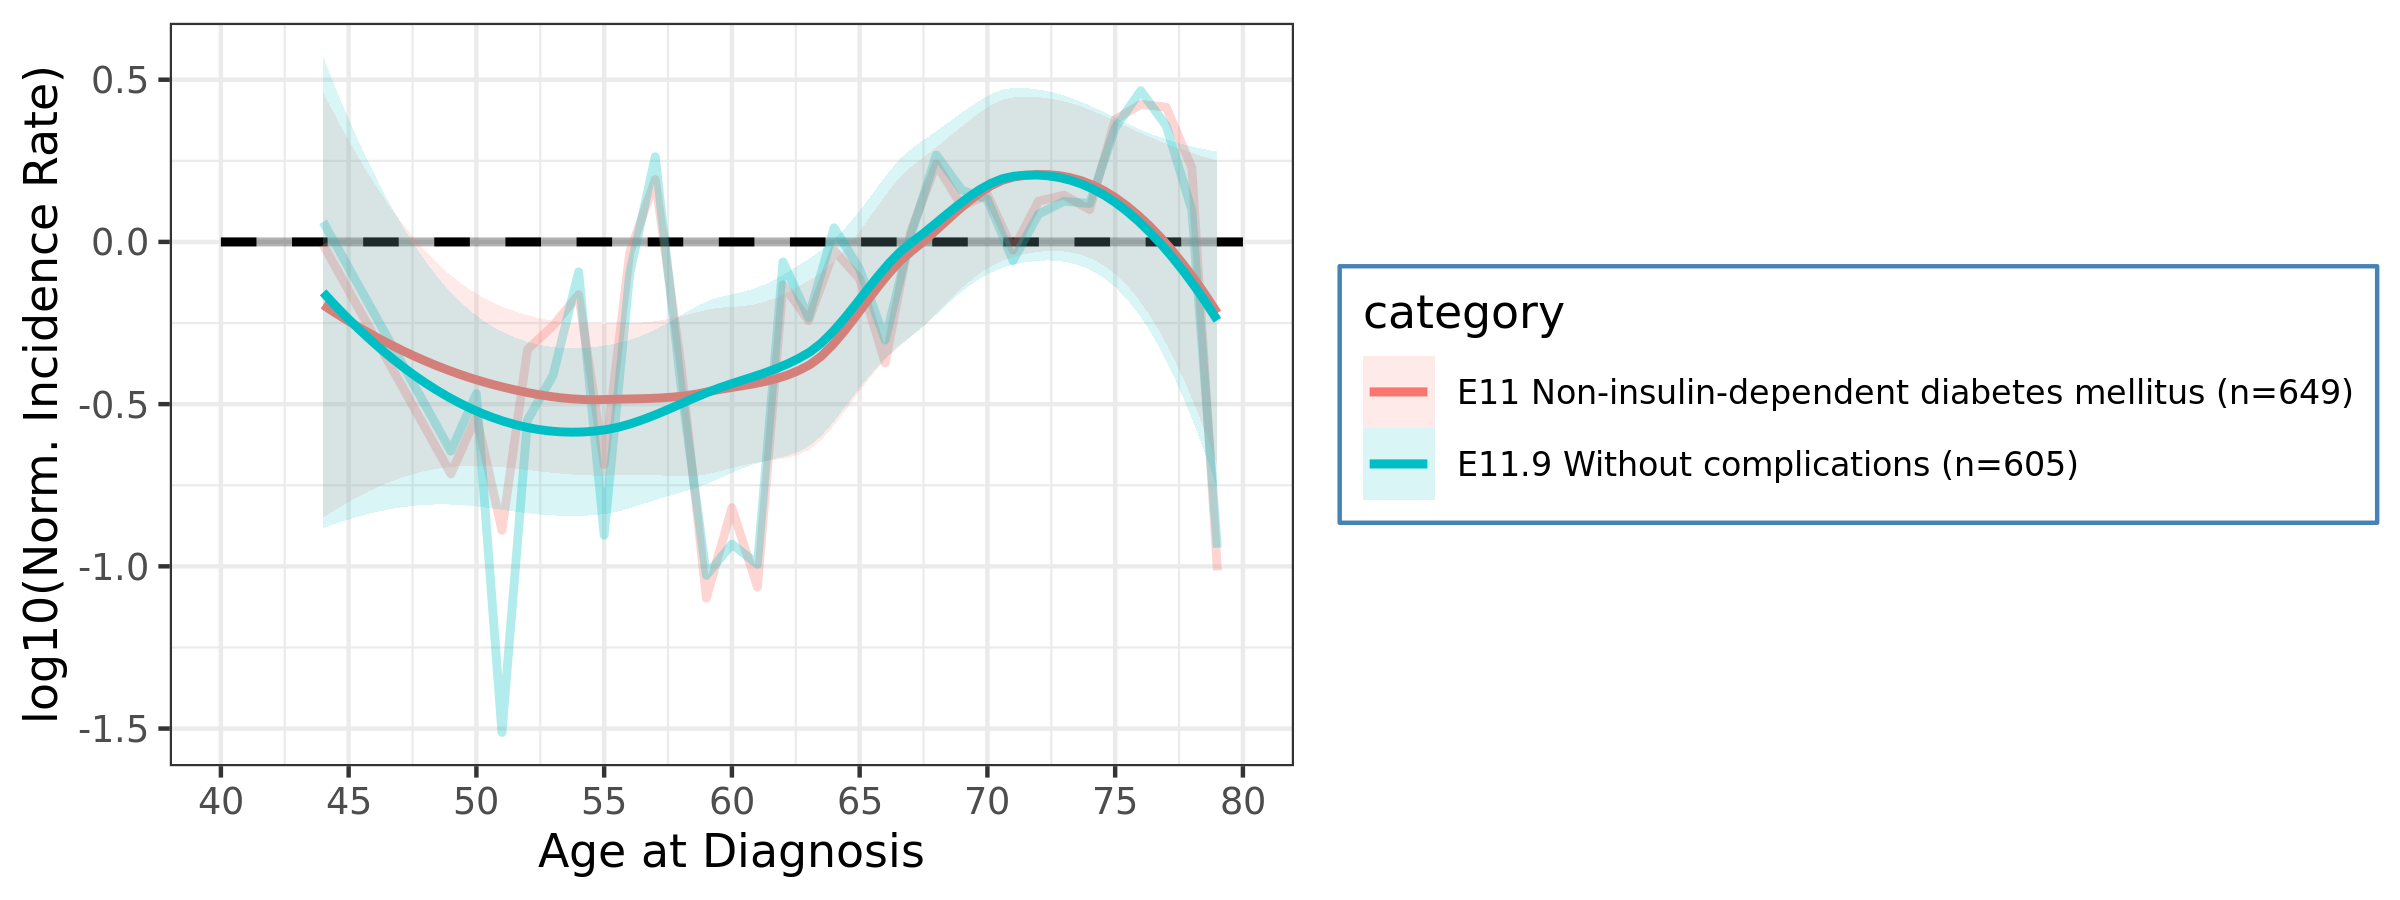 log10(Norm. Incidence Rate)
0.5
0.0
-0.5
-1.0
-1.5
40 45 50 55 60 65 70 75 80
Age at Diagnosis
category
E11 Non-insulin-dependent diabetes mellitus (n=649)
E11.9 Without complications (n=605)